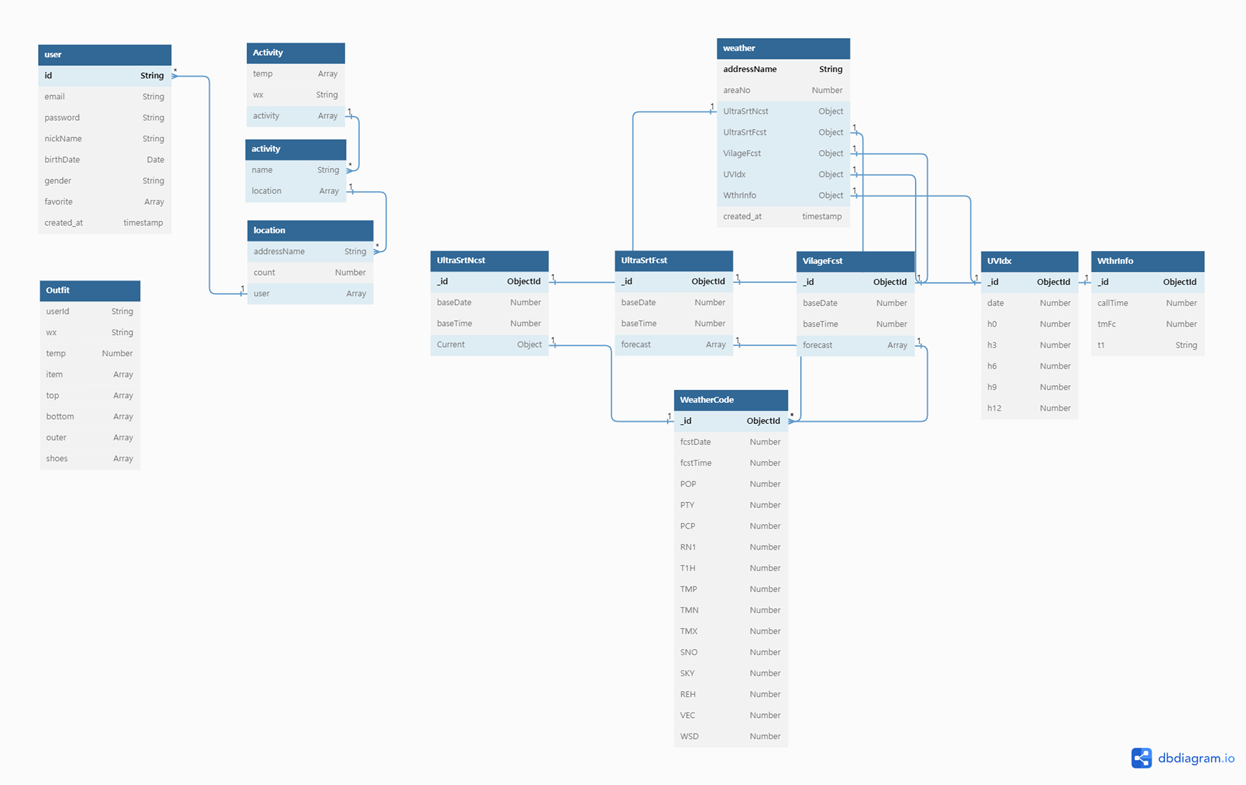 user
id String
email String
password String
nickName String
birthDate Date
gender String
favorite Array
created_at timestamp
Activity
temp Array
wx String
activity Array
activity
name String
location Array
location
addressName String
count Number
user Array
Outfit
userId String
wx String
temp Number
item Array
top Array
bottom Array
outer Array
shoes Array
weather
addressName String
areaNo Number
UltraSrtNcst Object
UltraSrtFcst Object
VilageFcst Object
UVIdx Object
WthrInfo Object
created_at timestamp
UltraSrtNcst
_id ObjectId
baseDate Number
baseTime Number
Current Object
UltraSrtFcst
_id ObjectId
baseDate Number
baseTime Number
forecast Array
VilageFcst
_id ObjectId
baseDate Number
baseTime Number
forecast Array
UVIdx
_id ObjectId
date Number
h0 Number
h3 Number
h6 Number
h9 Number
h12 Number
WthrInfo
_id ObjectId
callTime Number
tmFc Number
t1 String
WeatherCode
_id ObjectId
fcstDate Number
fcstTime Number
POP Number
PTY Number
PCP Number
RN1 Number
T1H Number
TMP Number
TMN Number
TMX Number
SNO Number
SKY Number
REH Number
VEC Number
WSD Number
dbdiagram.io